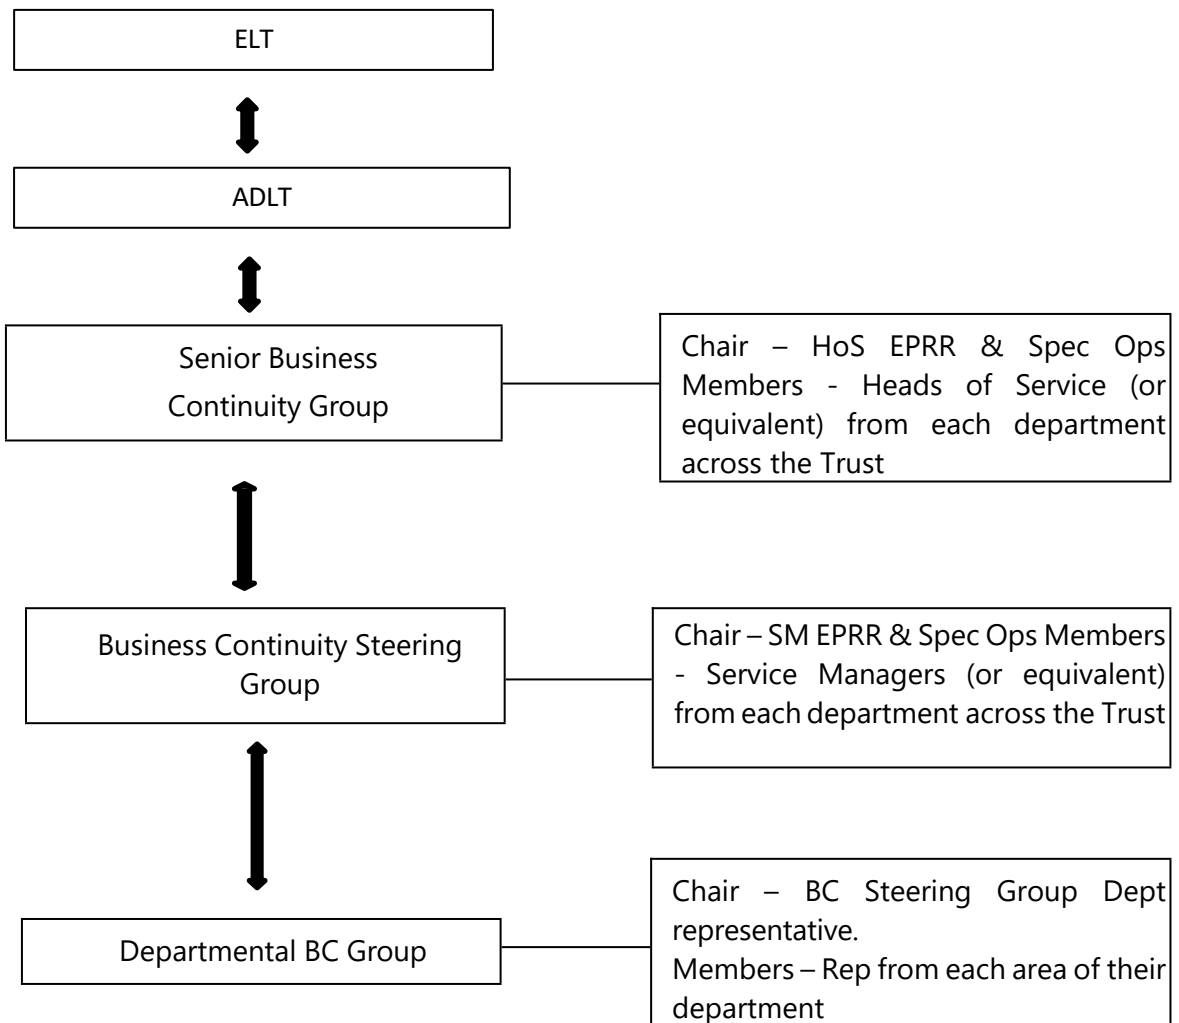 ELT
ADLT
Senior Business
Continuity Group
Chair – HoS EPRR & Spec Ops
Members - Heads of Service (or
equivalent) from each department
across the Trust
Business Continuity Steering
Group
Chair – SM EPRR & Spec Ops Members
- Service Managers (or equivalent)
from each department across the Trust
Departmental BC Group
Chair – BC Steering Group Dept
representative.
Members – Rep from each area of their
department